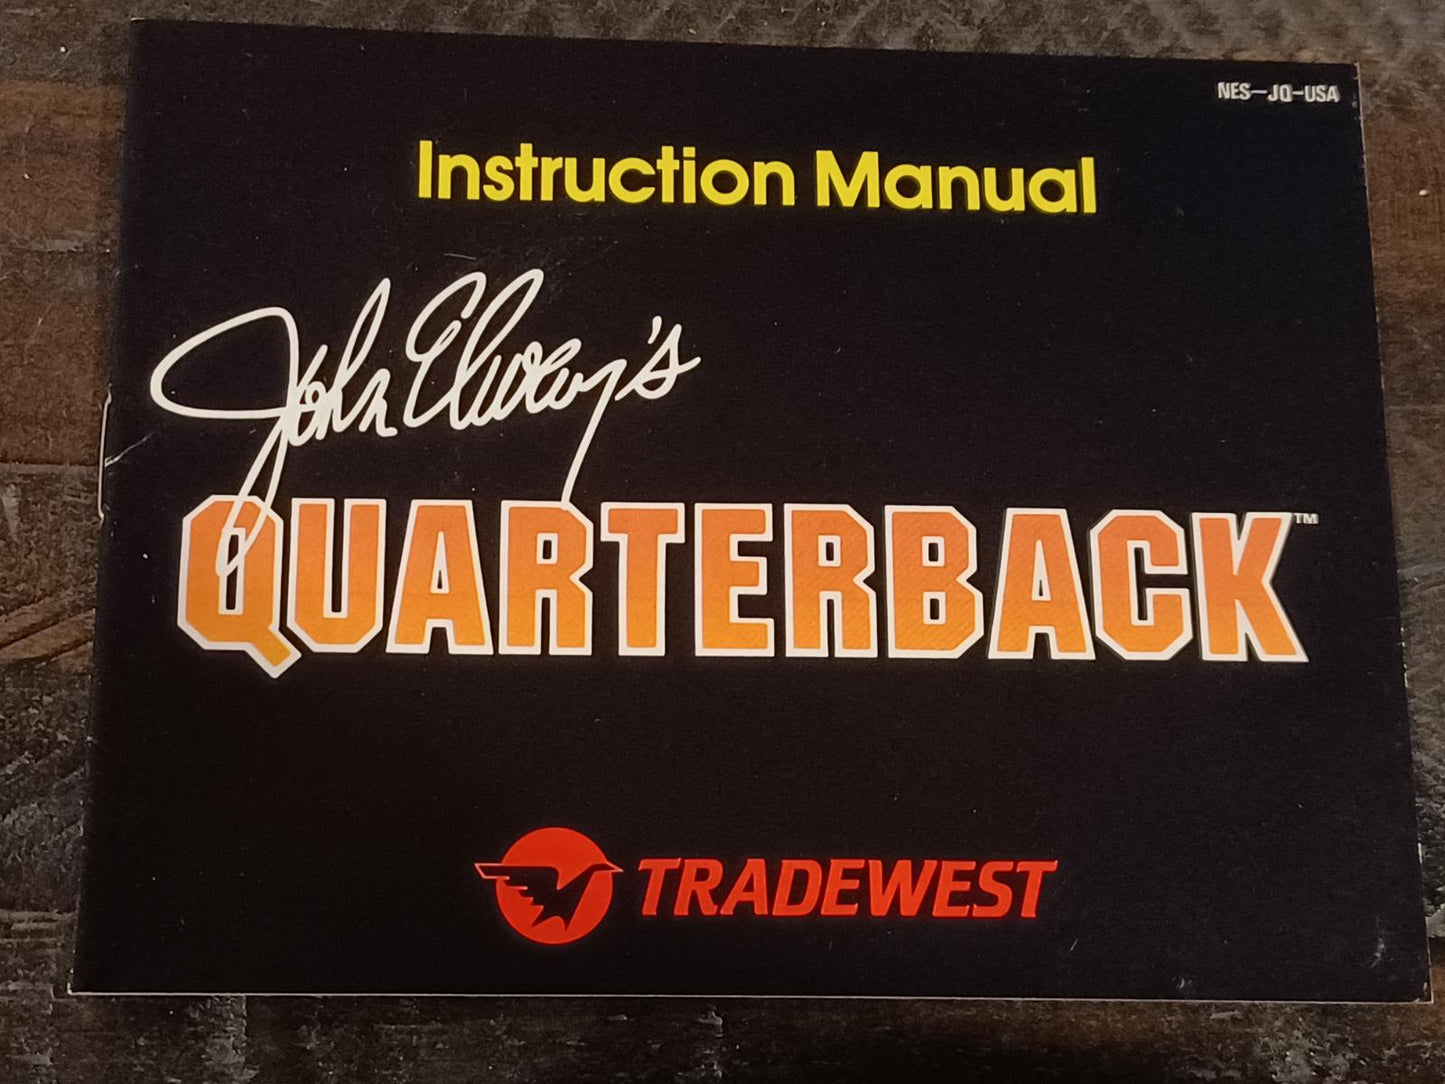 NES-JQ-USA
Instruction Manual
John Elway's
QUARTERBACK™
TRADEWEST